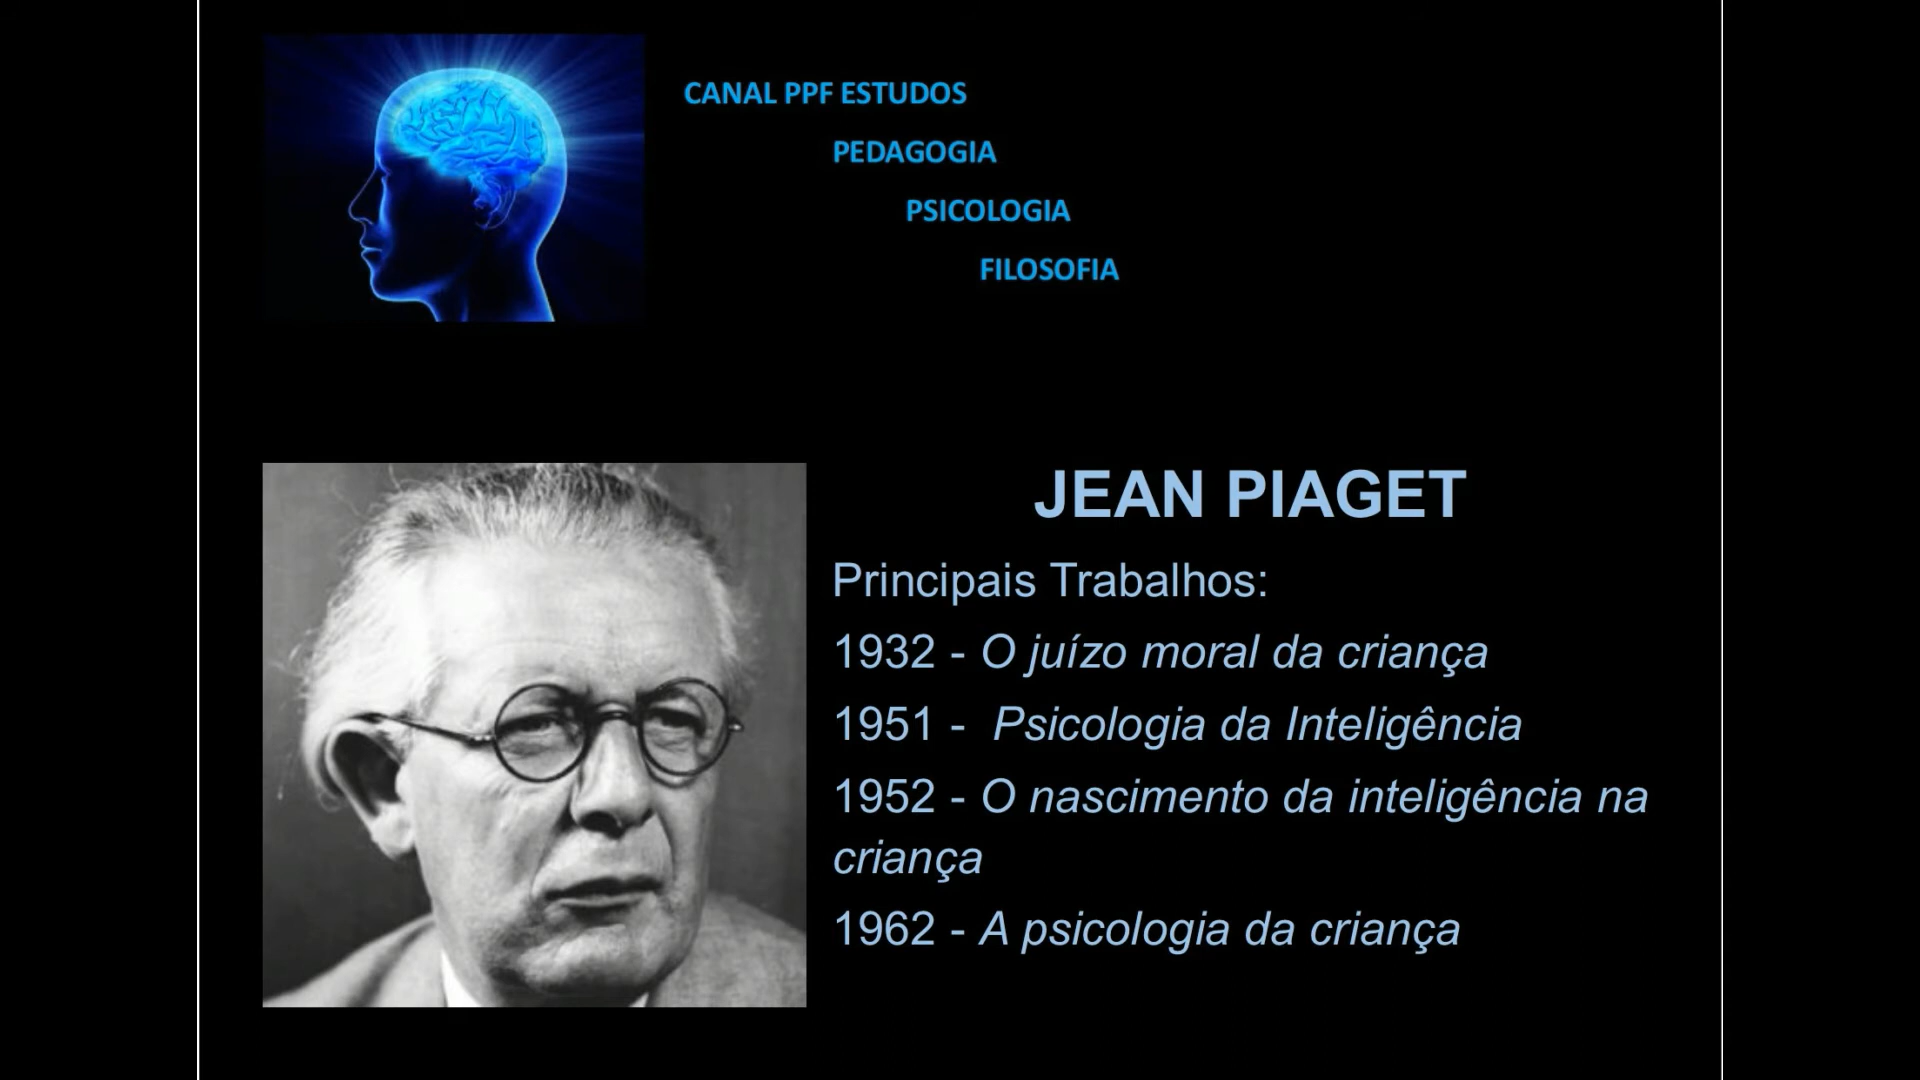 CANAL PPF ESTUDOS
PEDAGOGIA
PSICOLOGIA
FILOSOFIA
JEAN PIAGET
Principais Trabalhos:
1932 - O juízo moral da criança
1951 - Psicologia da Inteligência
1952 - O nascimento da inteligência na
criança
1962 - A psicologia da criança